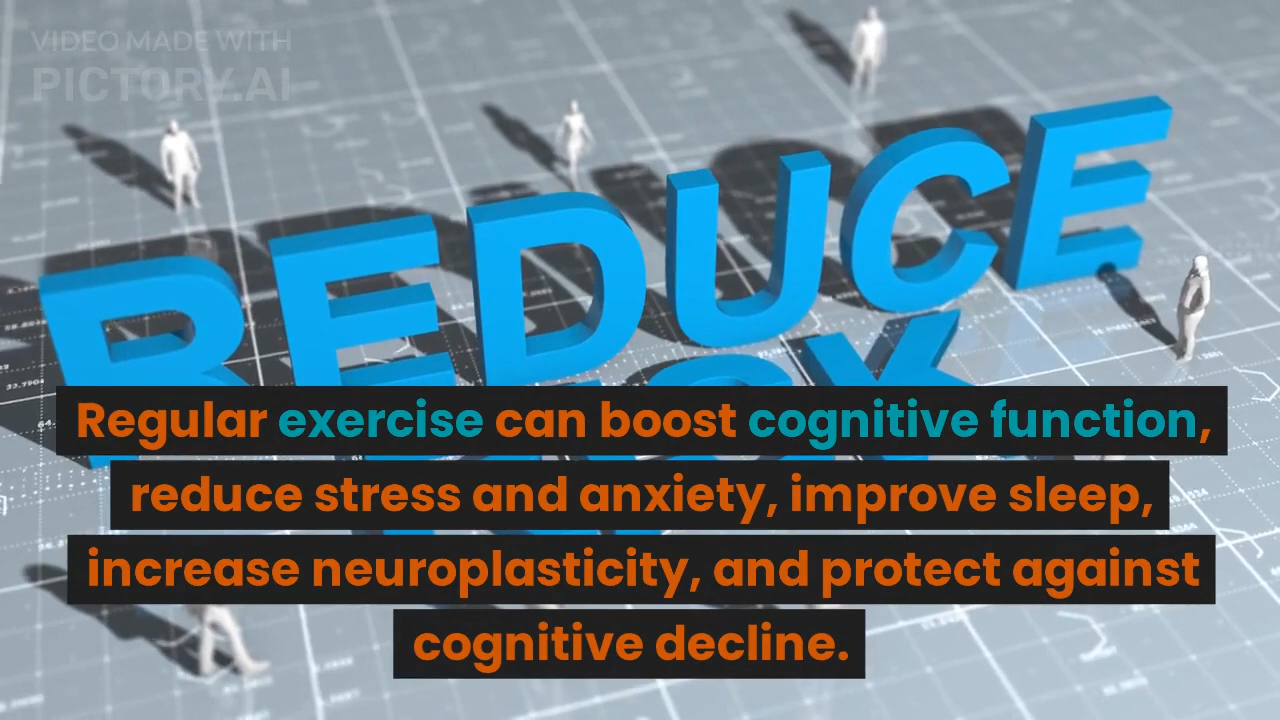 VIDEO MADE WITH
PICTORY.AI
REDUCE
Regular exercise can boost cognitive function,
reduce stress and anxiety, improve sleep,
increase neuroplasticity, and protect against
cognitive decline.